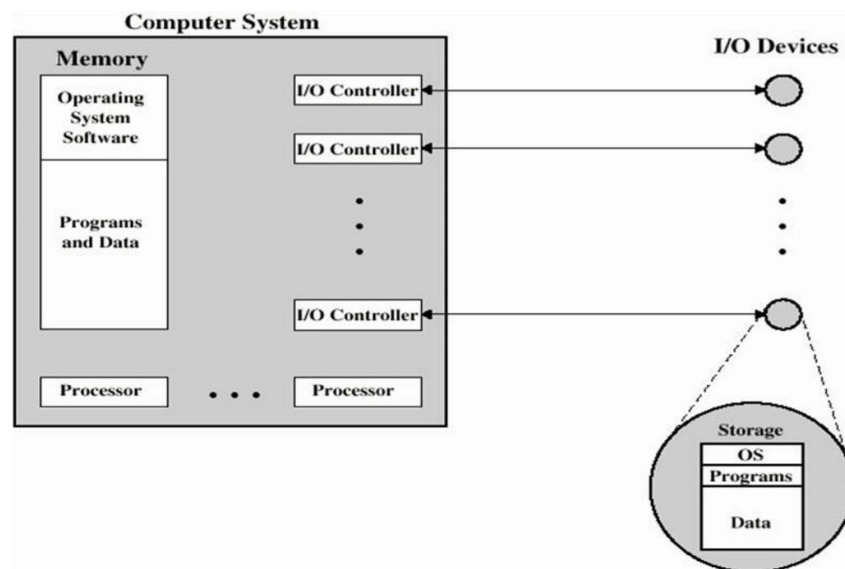 Computer System
I/O Devices
Memory
Operating
System
Software
Programs
and Data
I/O Controller
I/O Controller
I/O Controller
Processor
Processor
Storage
OS
Programs
Data